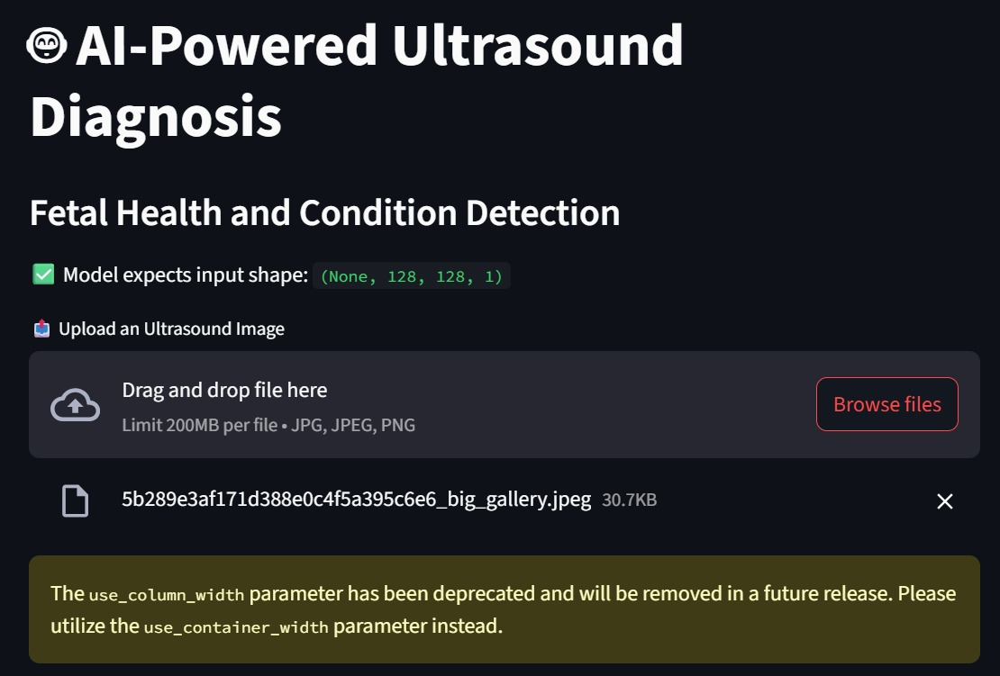 AI-Powered Ultrasound
Diagnosis
Fetal Health and Condition Detection
Model expects input shape: (None, 128, 128, 1)
Upload an Ultrasound Image
Drag and drop file here
Limit 200MB per file • JPG, JPEG, PNG
Browse files
5b289e3af171d388e0c4f5a395c6e6_big_gallery.jpeg 30.7KB
The use_column_width parameter has been deprecated and will be removed in a future release. Please
utilize the use_container_width parameter instead.